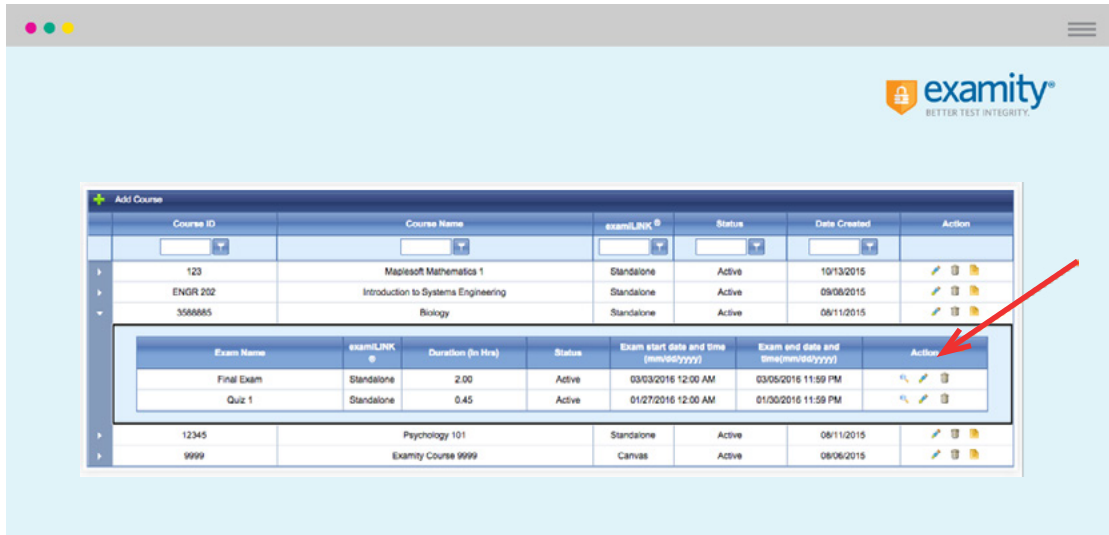 examity®
BETTER TEST INTEGRITY.
Add Course
Course ID Course Name examiLINK® Status Date Created Action
123 Maplesoft Mathematics 1 Standalone Active 10/13/2015
ENGR 202 Introduction to Systems Engineering Standalone Active 09/08/2015
3588885 Biology Standalone Active 08/11/2015
Exam Name examiLINK® Duration (In Hrs) Status Exam start date and time (mm/dd/yyyy) Exam end date and time(mm/dd/yyyy) Action
Final Exam Standalone 2.00 Active 03/03/2016 12:00 AM 03/05/2016 11:59 PM
Quiz 1 Standalone 0.45 Active 01/27/2016 12:00 AM 01/30/2016 11:59 PM
12345 Psychology 101 Standalone Active 08/11/2015
9999 Examity Course 9999 Canvas Active 08/06/2015